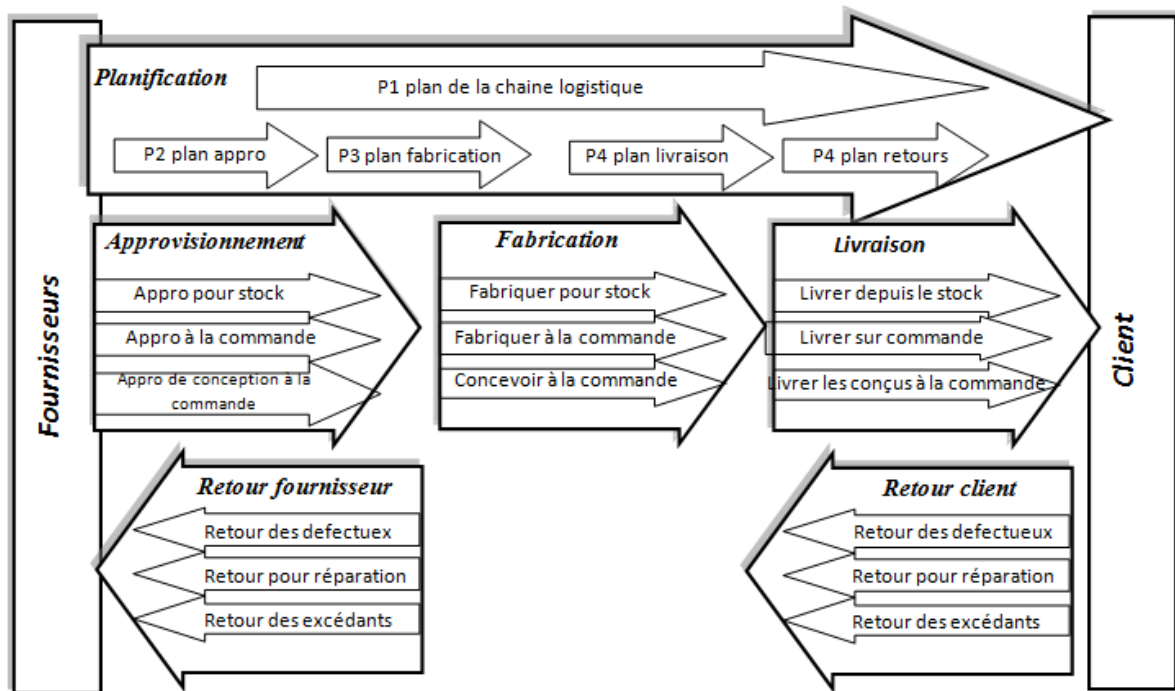 Fournisseurs
Planification
P1 plan de la chaine logistique
P2 plan appro
P3 plan fabrication
P4 plan livraison
P4 plan retours
Approvisionnement
Appro pour stock
Appro à la commande
Appro de conception à la
commande
Fabrication
Fabriquer pour stock
Fabriquer à la commande
Concevoir à la commande
Livraison
Livrer depuis le stock
Livrer sur commande
Livrer les conçus à la commande
Retour fournisseur
Retour des defectuex
Retour pour réparation
Retour des excédants
Retour client
Retour des defectueux
Retour pour réparation
Retour des excédants
Client